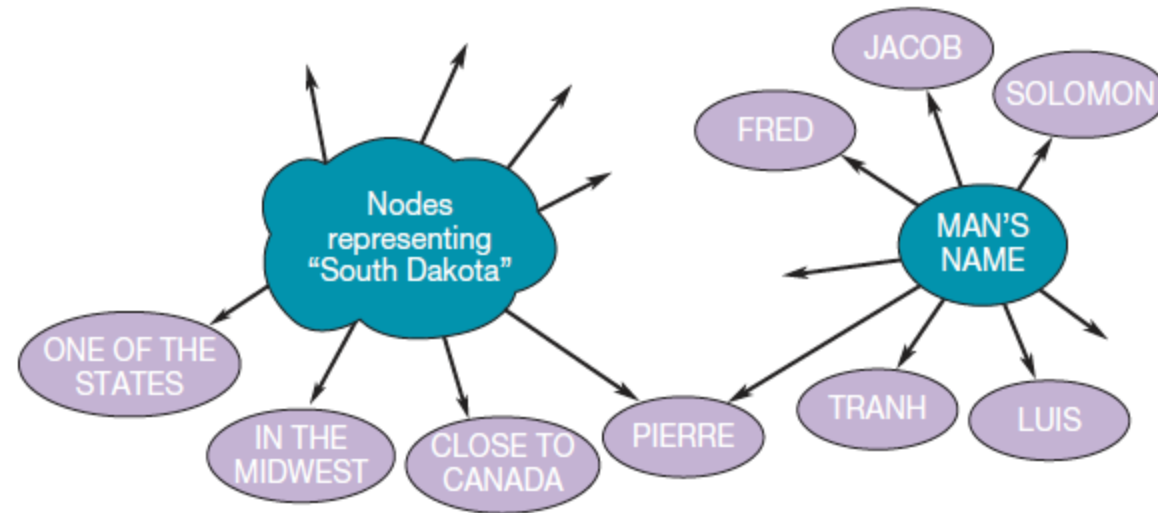 JACOB
SOLOMON
FRED
Nodes
representing
“South Dakota”
MAN’S
NAME
ONE OF THE
STATES
IN THE
MIDWEST
CLOSE TO
CANADA
PIERRE
TRANH
LUIS